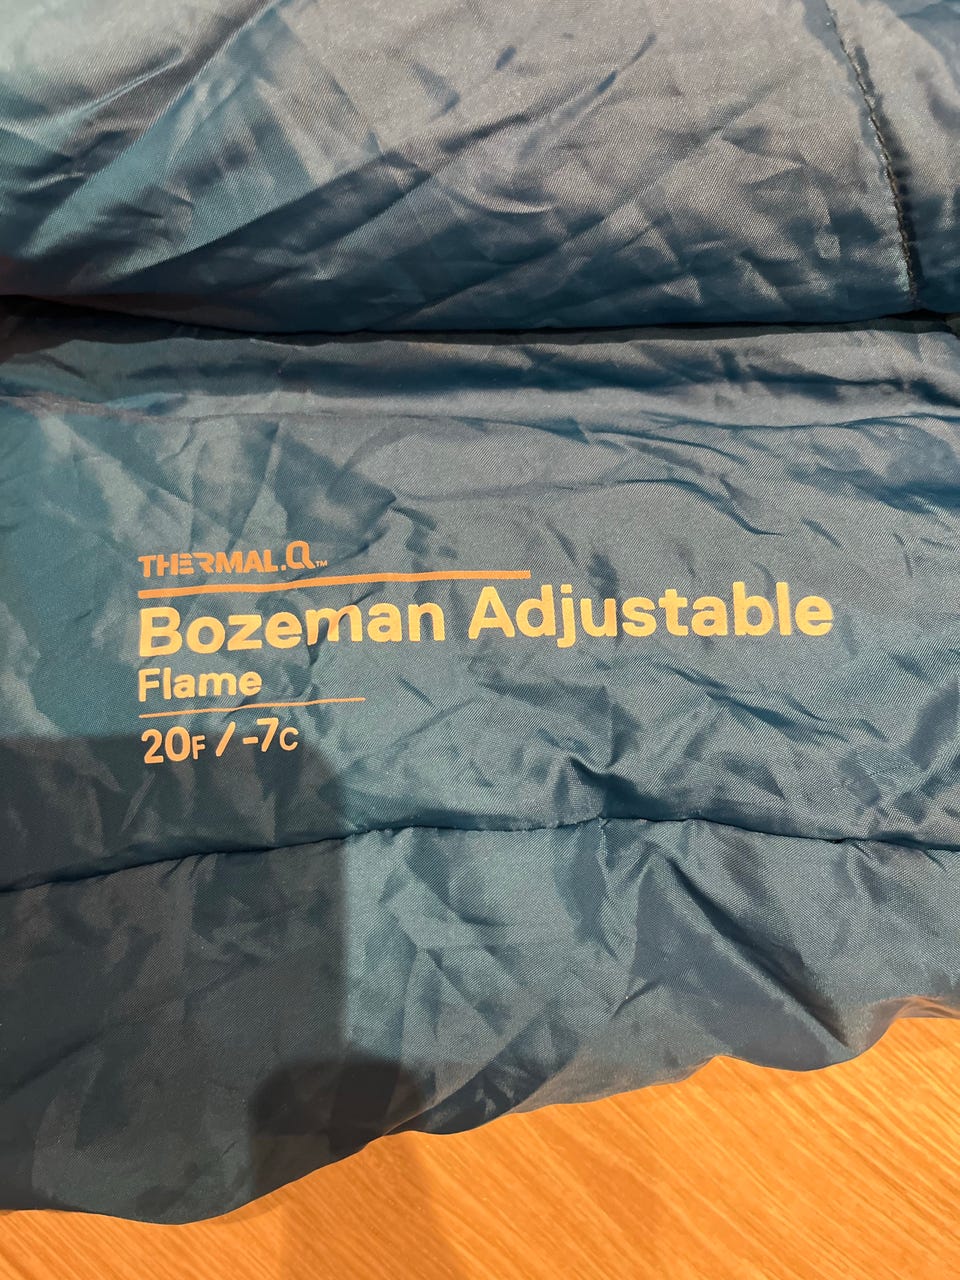 THERMAL.Q™
Bozeman Adjustable
Flame
20F / -7C